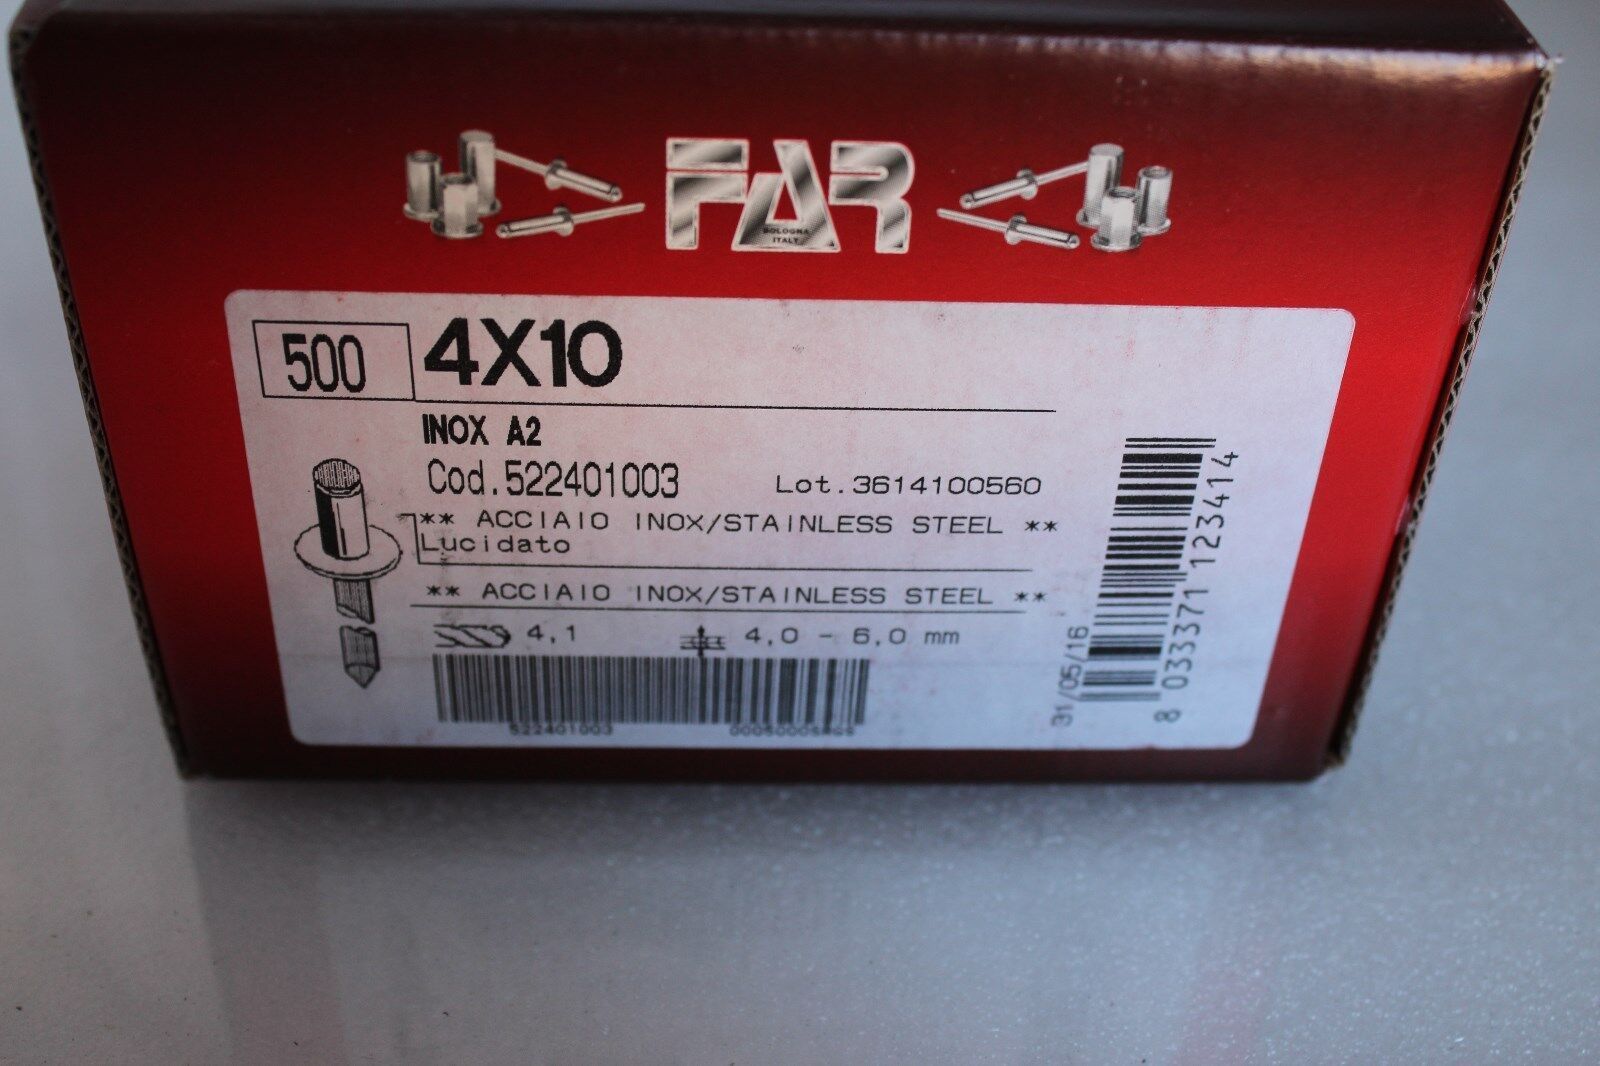 FAR
BOLOGNA
ITALY
500
4X10
INOX A2
Cod.522401003
Lot.3614100560
** ACCIAIO INOX/STAINLESS STEEL **
Lucidato
** ACCIAIO INOX/STAINLESS STEEL **
4,1
4,0 - 6,0 mm
522401003
31/05/16
8 033371 123414